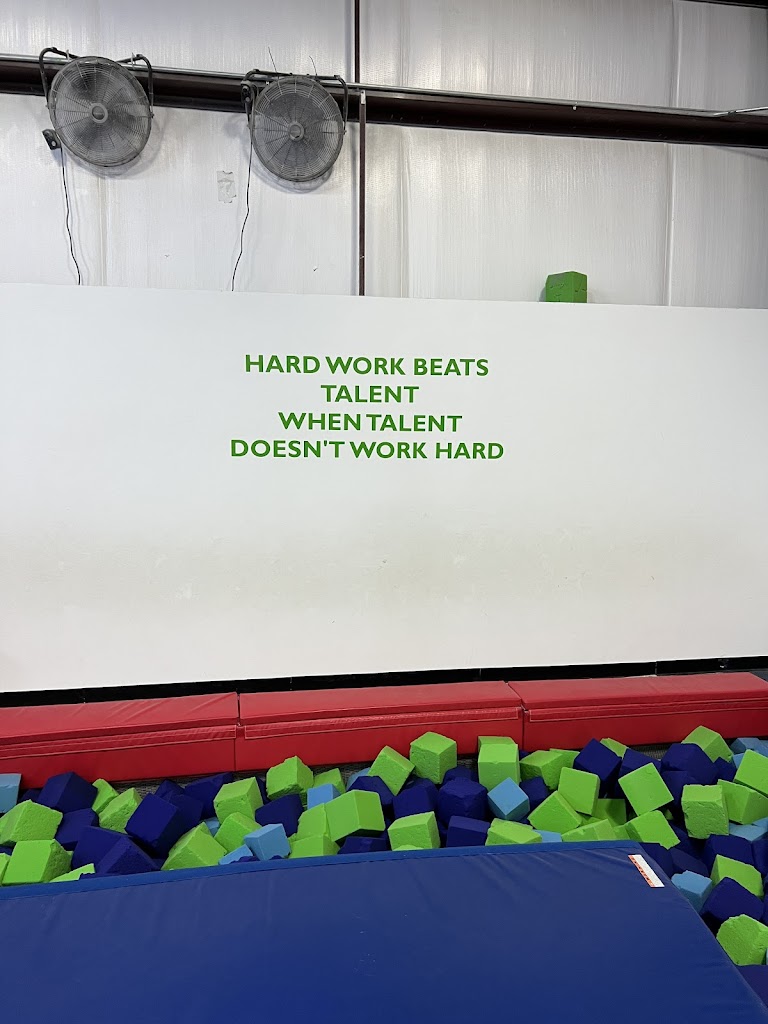 HARD WORK BEATS
TALENT
WHEN TALENT
DOESN'T WORK HARD